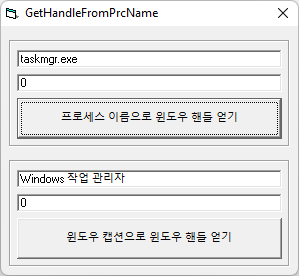 GetHandleFromPrcName
taskmgr.exe
0
프로세스 이름으로 윈도우 핸들 얻기
Windows 작업 관리자
0
윈도우 캡션으로 윈도우 핸들 얻기